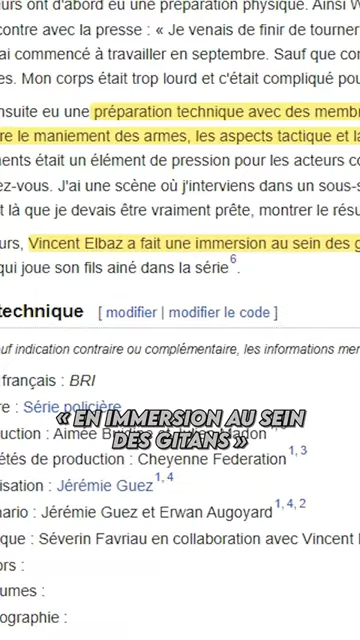 urs ont d'abord eu une préparation physique. Ainsi
contre avec la presse : « Je venais de finir de tourner
ai commencé à travailler en septembre. Sauf que co
es. Mon corps était trop lourd et c'était compliqué pou
nsuite eu une préparation technique avec des memb
re le maniement des armes, les aspects tactique et la
ments était un élément de pression pour les acteurs co
ez-vous. J'ai une scène où j'interviens dans un sous-s
t là que je devais être vraiment prête, montrer le résu
urs, Vincent Elbaz a fait une immersion au sein des g
qui joue son fils ainé dans la série6.
technique [ modifier | modifier le code ]
uf indication contraire ou complémentaire, les informations men
français : BRI
re : Série policière
« EN IMMERSION AU SEIN
DES GITANS »
uction : Aimée
étés de production : Cheyenne Federation1, 3
isation : Jérémie Guez1, 4
nario : Jérémie Guez et Erwan Augoyard1, 4, 2
que : Séverin Favriau en collaboration avec Vincent
ors :
umes :
ographie :